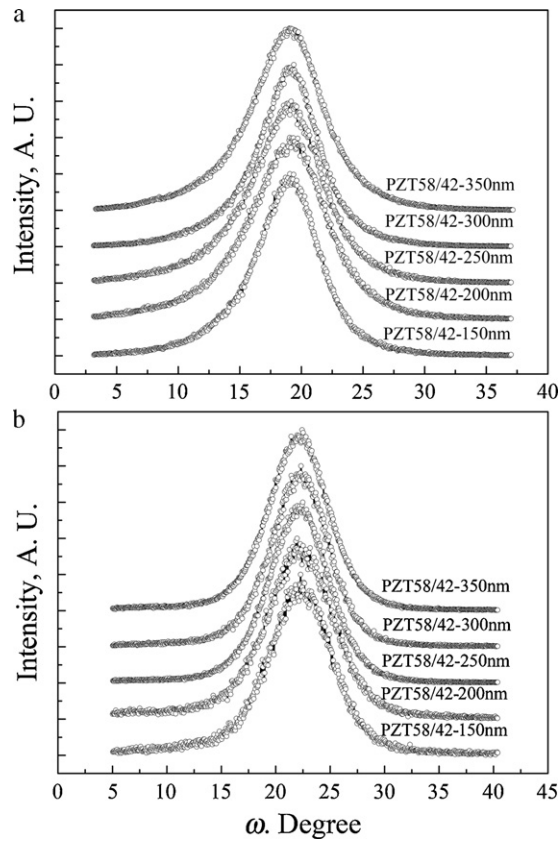 a
Intensity, A. U.
PZT58/42-350nm
PZT58/42-300nm
PZT58/42-250nm
PZT58/42-200nm
PZT58/42-150nm
0 5 10 15 20 25 30 35 40
b
Intensity, A. U.
PZT58/42-350nm
PZT58/42-300nm
PZT58/42-250nm
PZT58/42-200nm
PZT58/42-150nm
0 5 10 15 20 25 30 35 40 45
ω. Degree